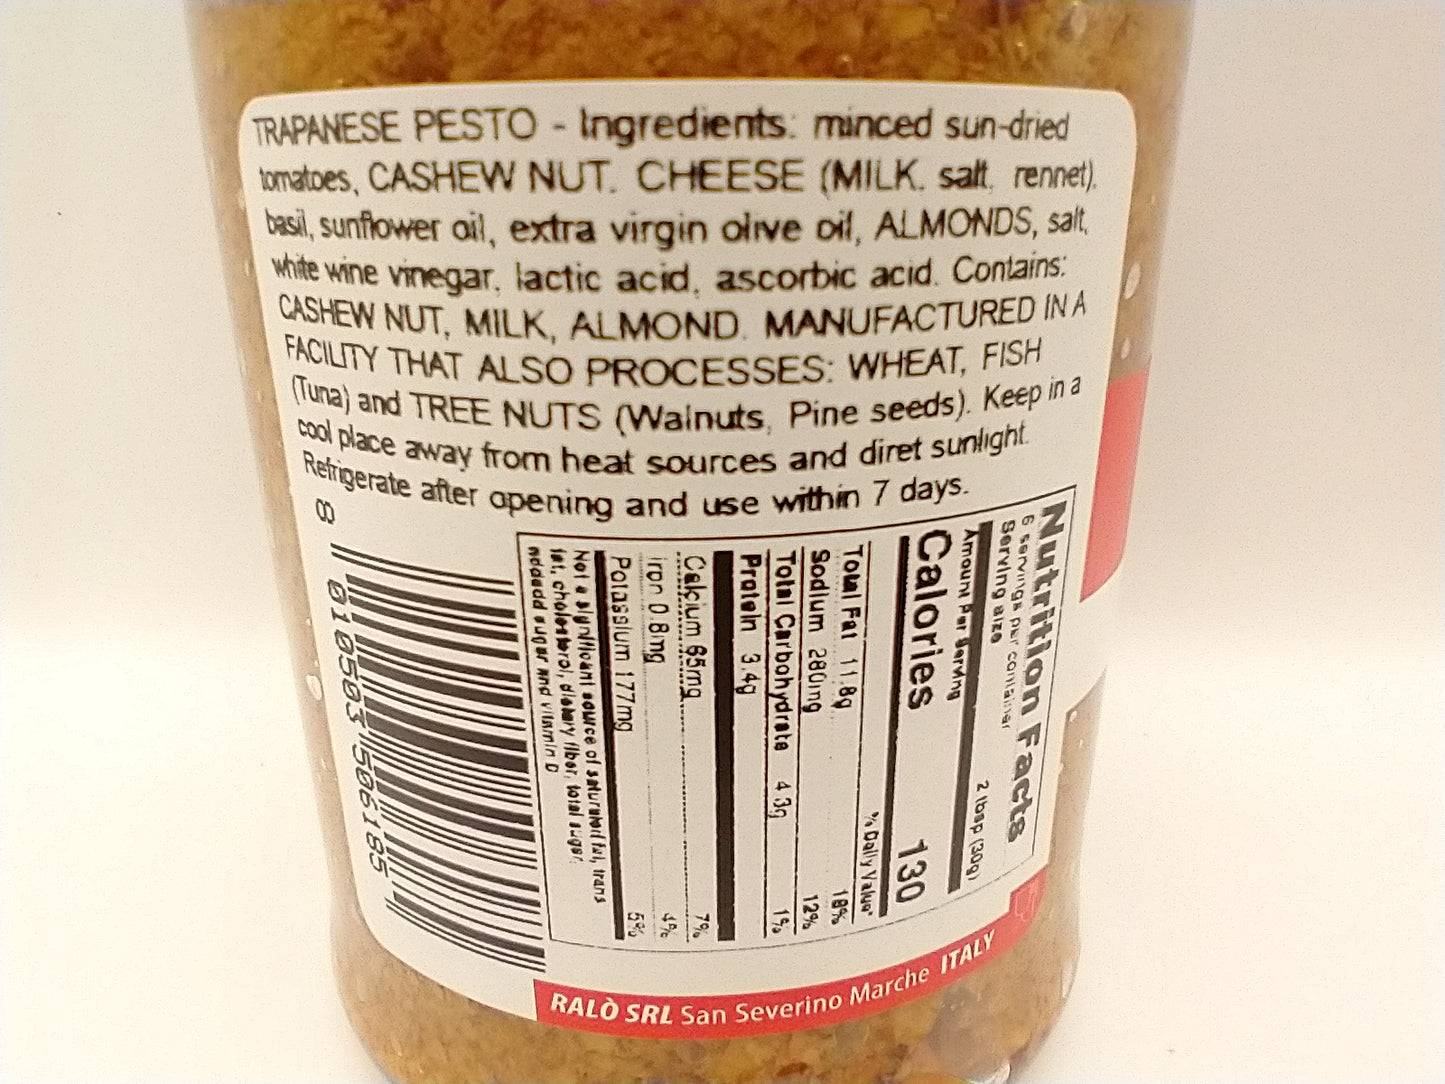 TRAPANESE PESTO - Ingredients: minced sun-dried
tomatoes, CASHEW NUT. CHEESE (MILK. salt, rennet),
basil, sunflower oil, extra virgin olive oil, ALMONDS, salt,
white wine vinegar, lactic acid, ascorbic acid. Contains:
CASHEW NUT, MILK, ALMOND. MANUFACTURED IN A
FACILITY THAT ALSO PROCESSES: WHEAT, FISH
(Tuna) and TREE NUTS (Walnuts, Pine seeds). Keep in a
cool place away from heat sources and diret sunlight.
Refrigerate after opening and use within 7 days.
Nutrition Facts
6 servings per container
Serving size 2 tbsp (30g)
Amount Per Serving
Calories 130
% Daily Value*
Total Fat 11.8g 18%
Sodium 280mg 12%
Total Carbohydrate 4.3g 1%
Protein 3.4g
Calcium 65mg 7%
Iron 0.8mg 4%
Potassium 177mg 5%
Not a significant source of saturated fat, trans
fat, cholesterol, dietary fiber, total sugar,
added sugar and vitamin D
8 010503 506185
RALÒ SRL San Severino Marche ITALY